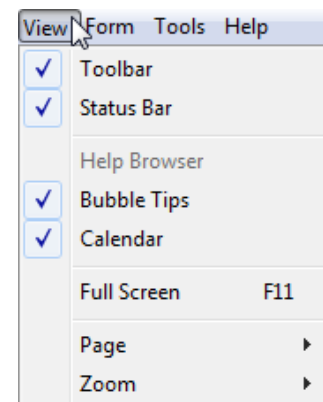 View Form Tools Help
Toolbar
Status Bar
Help Browser
Bubble Tips
Calendar
Full Screen F11
Page
Zoom